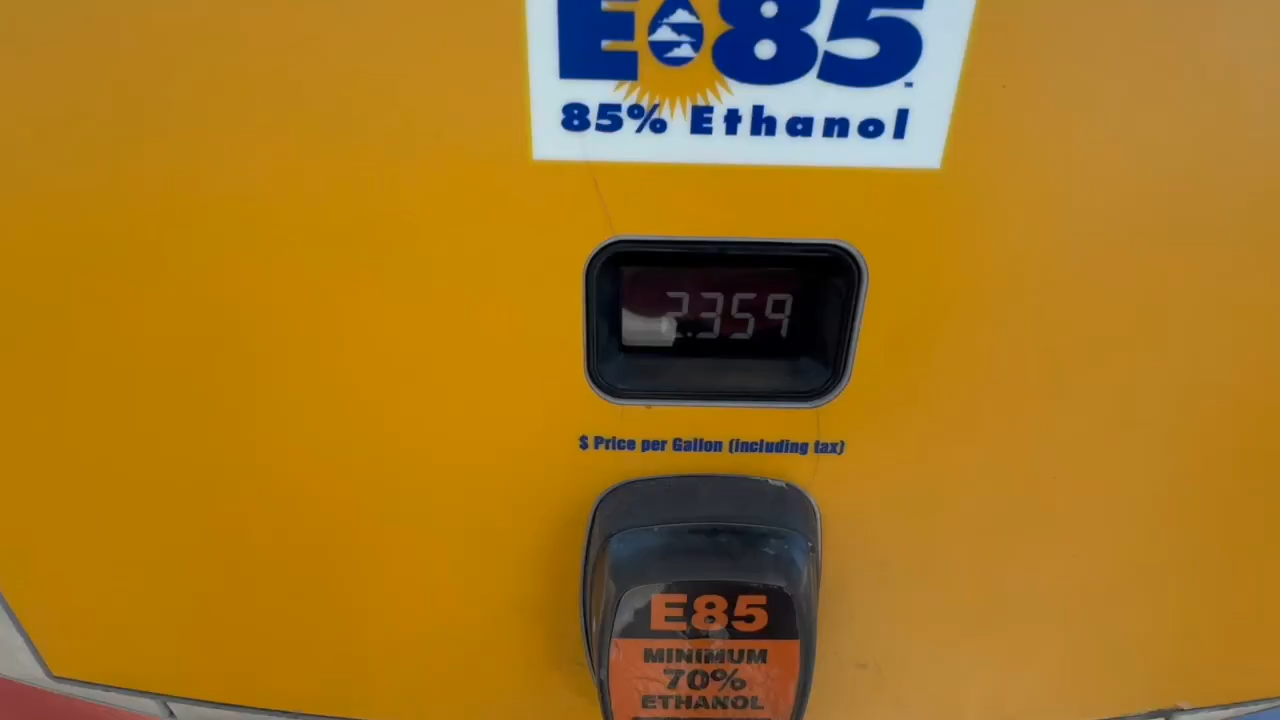 E85
85% Ethanol
2.359
$ Price per Gallon (including tax)
E85
MINIMUM
70%
ETHANOL